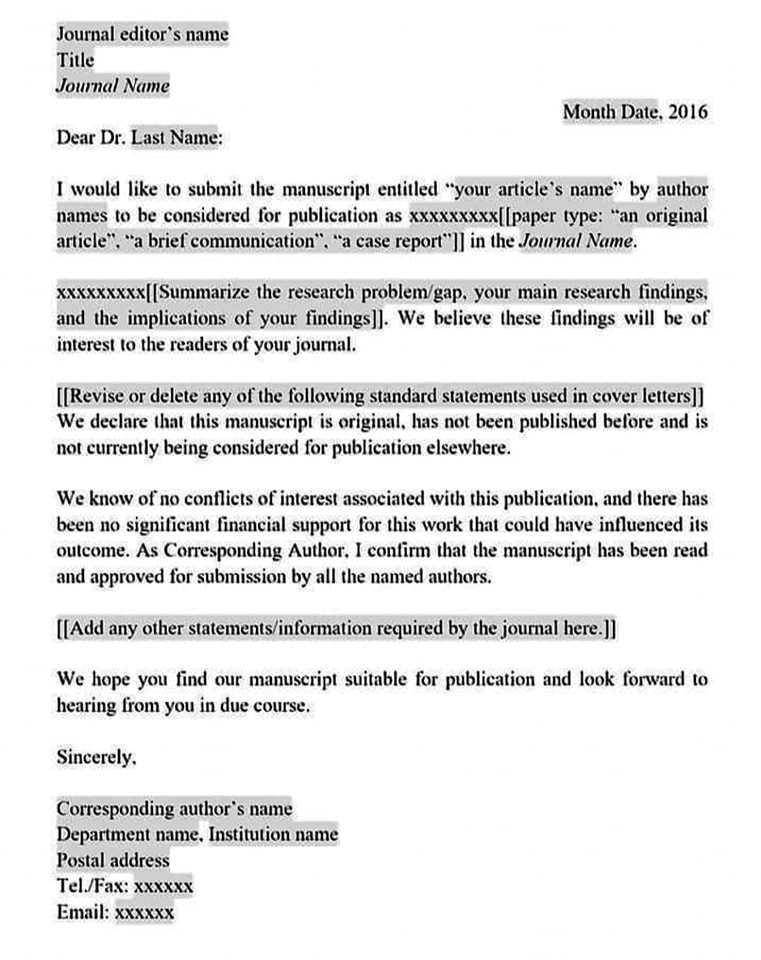 Journal editor's name
Title
Journal Name
Month Date, 2016
Dear Dr. Last Name:
I would like to submit the manuscript entitled “your article's name” by author
names to be considered for publication as xxxxxxxxx[[paper type: “an original
article”, “a brief communication”, “a case report”]] in the Journal Name.
xxxxxxxxx[[Summarize the research problem/gap, your main research findings,
and the implications of your findings]]. We believe these findings will be of
interest to the readers of your journal.
[[Revise or delete any of the following standard statements used in cover letters]]
We declare that this manuscript is original, has not been published before and is
not currently being considered for publication elsewhere.
We know of no conflicts of interest associated with this publication, and there has
been no significant financial support for this work that could have influenced its
outcome. As Corresponding Author, I confirm that the manuscript has been read
and approved for submission by all the named authors.
[[Add any other statements/information required by the journal here.]]
We hope you find our manuscript suitable for publication and look forward to
hearing from you in due course.
Sincerely,
Corresponding author's name
Department name, Institution name
Postal address
Tel./Fax: xxxxxx
Email: xxxxxx